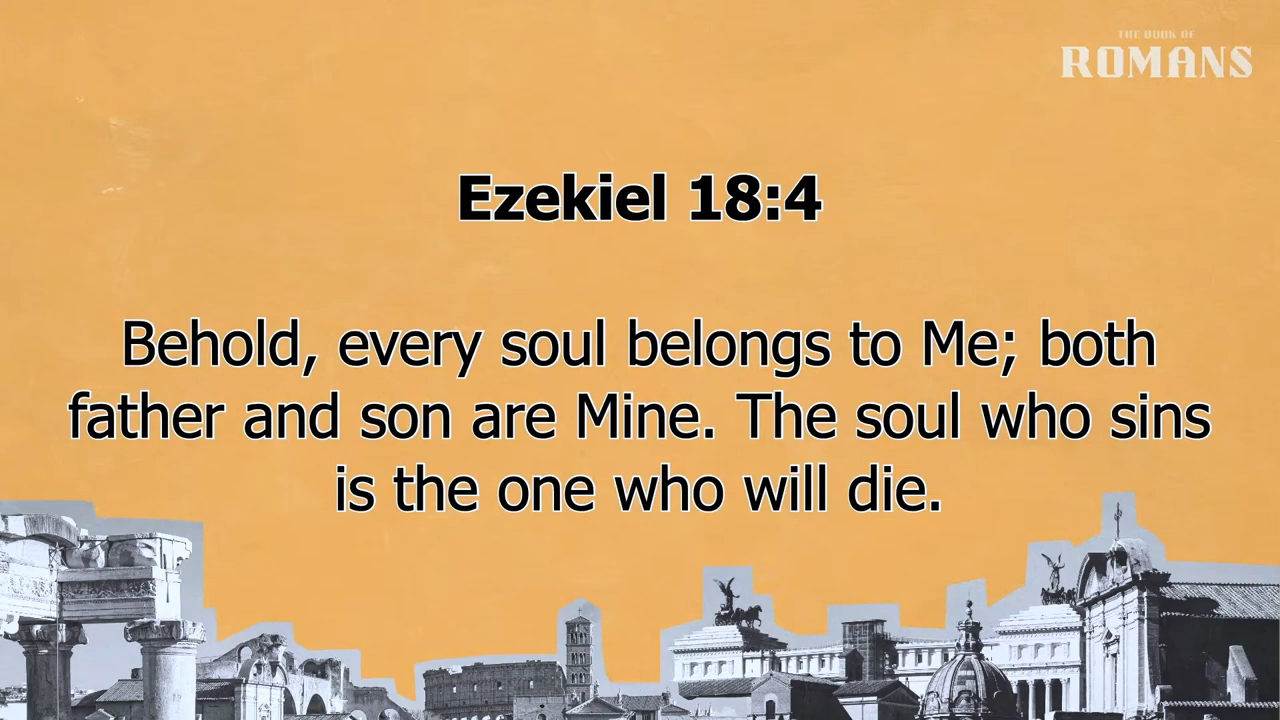 THE BOOK OF
ROMANS
Ezekiel 18:4
Behold, every soul belongs to Me; both
father and son are Mine. The soul who sins
is the one who will die.